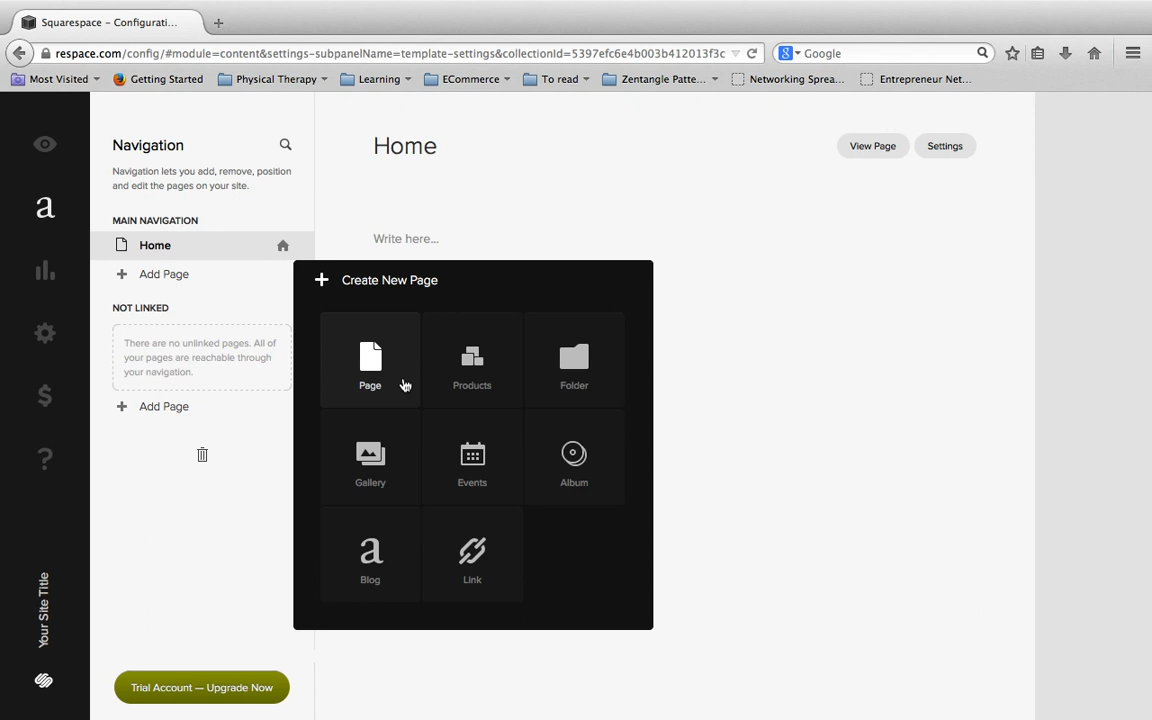 Squarespace - Configurati...
respace.com/config/#module=content&settings-subpanelName=template-settings&collectionId=5397efc6e4b003b412013f3c
Google
Most Visited
Getting Started
Physical Therapy
Learning
ECommerce
To read
Zentangle Patte...
Networking Sprea...
Entrepreneur Net...
Navigation
Navigation lets you add, remove, position
and edit the pages on your site.
MAIN NAVIGATION
Home
Add Page
NOT LINKED
There are no unlinked pages. All of
your pages are reachable through
your navigation.
Add Page
Your Site Title
Trial Account — Upgrade Now
Home
View Page
Settings
Write here...
Create New Page
Page
Products
Folder
Gallery
Events
Album
Blog
Link